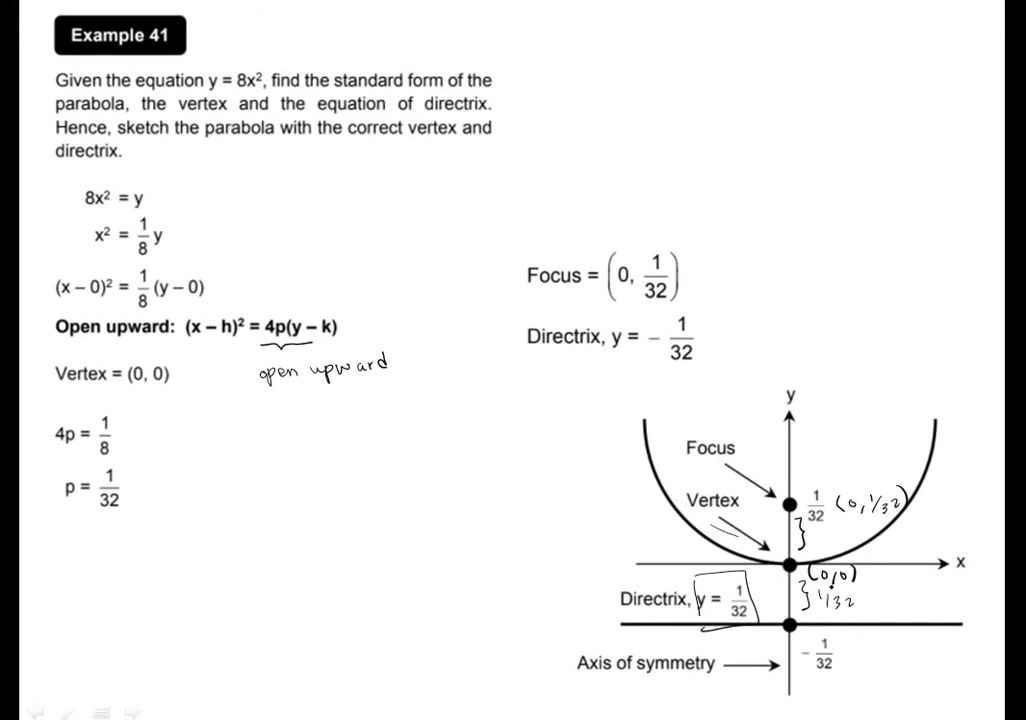 Example 41
Given the equation y = 8x², find the standard form of the
parabola, the vertex and the equation of directrix.
Hence, sketch the parabola with the correct vertex and
directrix.
8x² = y
x² = 1/8 y
(x – 0)² = 1/8 (y – 0)
Open upward: (x – h)² = 4p(y – k)
open upward
Vertex = (0, 0)
4p = 1/8
p = 1/32
Focus = (0, 1/32)
Directrix, y = – 1/32
y
Focus
1/32 (0, 1/32)
Vertex
x
(0,0)
Directrix, y = 1/32
} 1/32
Axis of symmetry
– 1/32